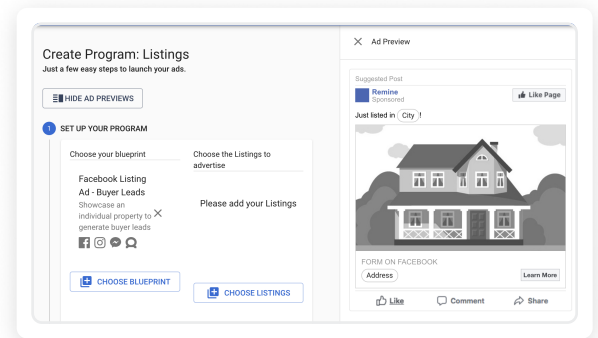 Create Program: Listings
Just a few easy steps to launch your ads.
HIDE AD PREVIEWS
1 SET UP YOUR PROGRAM
Choose your blueprint
Facebook Listing
Ad - Buyer Leads
Showcase an
individual property to
generate buyer leads
CHOOSE BLUEPRINT
Choose the Listings to
advertise
Please add your Listings
CHOOSE LISTINGS
Ad Preview
Suggested Post
Remine
Sponsored
Like Page
Just listed in City!
FORM ON FACEBOOK
Address
Learn More
Like Comment Share